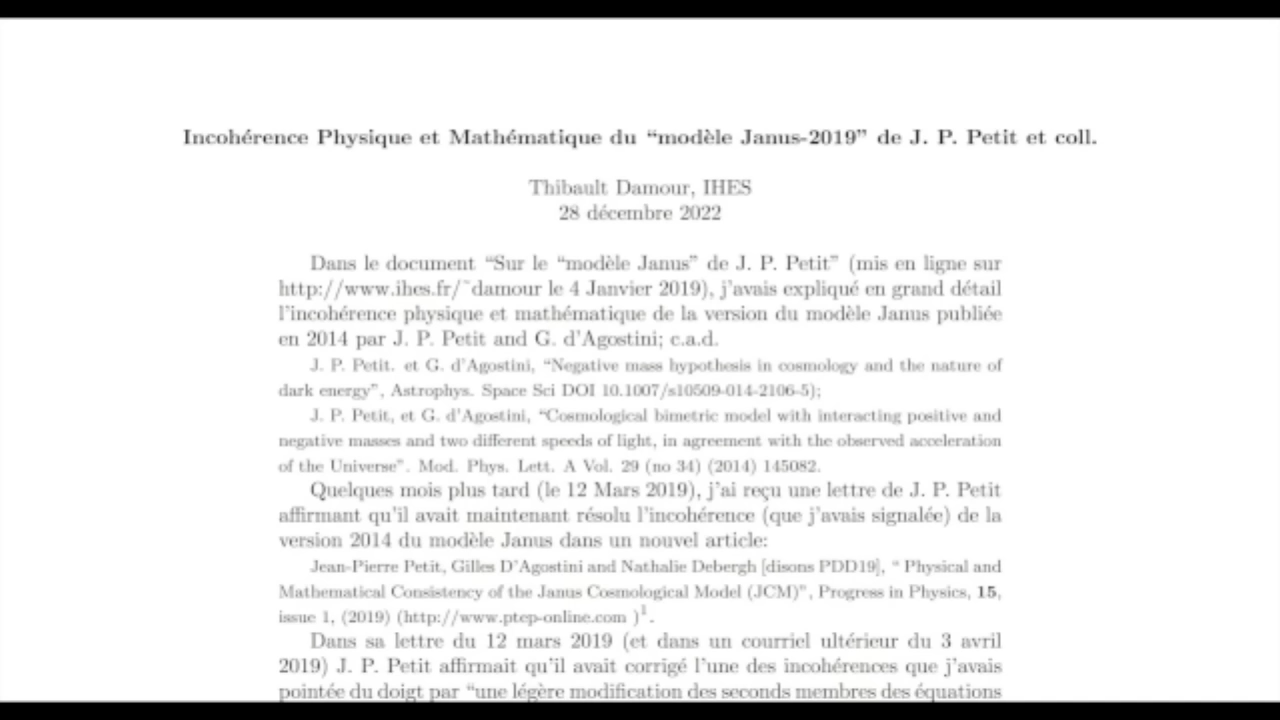 Incohérence Physique et Mathématique du “modèle Janus-2019” de J. P. Petit et coll.
Thibault Damour, IHES
28 décembre 2022
Dans le document “Sur le “modèle Janus” de J. P. Petit” (mis en ligne sur
http://www.ihes.fr/~damour le 4 Janvier 2019), j'avais expliqué en grand détail
l'incohérence physique et mathématique de la version du modèle Janus publiée
en 2014 par J. P. Petit and G. d'Agostini; c.a.d.
J. P. Petit. et G. d'Agostini, “Negative mass hypothesis in cosmology and the nature of
dark energy”, Astrophys. Space Sci DOI 10.1007/s10509-014-2106-5);
J. P. Petit, et G. d'Agostini, “Cosmological bimetric model with interacting positive and
negative masses and two different speeds of light, in agreement with the observed acceleration
of the Universe”. Mod. Phys. Lett. A Vol. 29 (no 34) (2014) 145082.
Quelques mois plus tard (le 12 Mars 2019), j'ai reçu une lettre de J. P. Petit
affirmant qu'il avait maintenant résolu l'incohérence (que j'avais signalée) de la
version 2014 du modèle Janus dans un nouvel article:
Jean-Pierre Petit, Gilles D'Agostini and Nathalie Debergh [disons PDD19], “ Physical and
Mathematical Consistency of the Janus Cosmological Model (JCM)”, Progress in Physics, 15,
issue 1, (2019) (http://www.ptep-online.com )1.
Dans sa lettre du 12 mars 2019 (et dans un courriel ultérieur du 3 avril
2019) J. P. Petit affirmait qu'il avait corrigé l'une des incohérences que j'avais
pointée du doigt par “une légère modification des seconds membres des équations